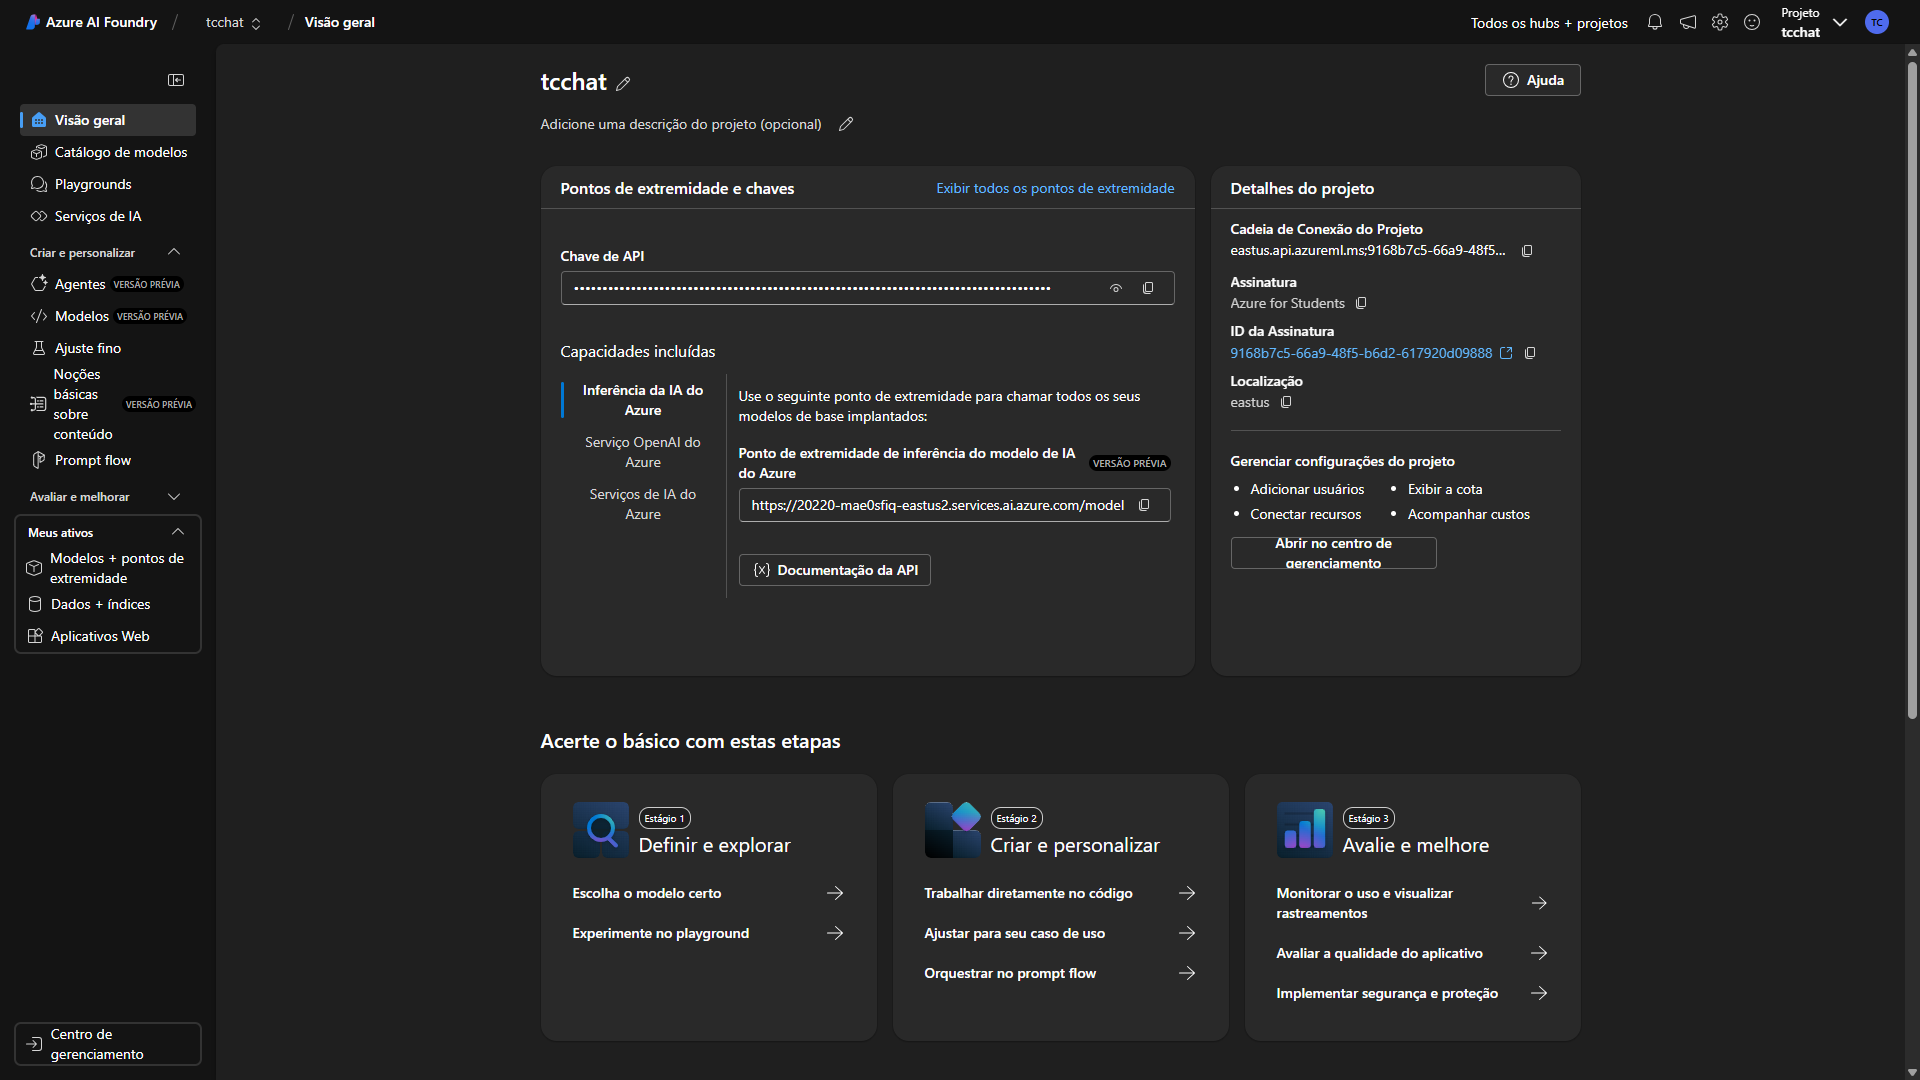 Azure AI Foundry / tcchat / Visão geral
Todos os hubs + projetos
Projeto
tcchat
TC
Visão geral
Catálogo de modelos
Playgrounds
Serviços de IA
Criar e personalizar
Agentes VERSÃO PRÉVIA
Modelos VERSÃO PRÉVIA
Ajuste fino
Noções
básicas
sobre
conteúdo
VERSÃO PRÉVIA
Prompt flow
Avaliar e melhorar
Meus ativos
Modelos + pontos de
extremidade
Dados + índices
Aplicativos Web
Centro de
gerenciamento
tcchat
Ajuda
Adicione uma descrição do projeto (opcional)
Pontos de extremidade e chaves
Exibir todos os pontos de extremidade
Chave de API
Capacidades incluídas
Inferência da IA do
Azure
Serviço OpenAI do
Azure
Serviços de IA do
Azure
Use o seguinte ponto de extremidade para chamar todos os seus
modelos de base implantados:
Ponto de extremidade de inferência do modelo de IA
do Azure
VERSÃO PRÉVIA
https://20220-mae0sfiq-eastus2.services.ai.azure.com/model
{x} Documentação da API
Detalhes do projeto
Cadeia de Conexão do Projeto
eastus.api.azureml.ms;9168b7c5-66a9-48f5...
Assinatura
Azure for Students
ID da Assinatura
9168b7c5-66a9-48f5-b6d2-617920d09888
Localização
eastus
Gerenciar configurações do projeto
• Adicionar usuários • Exibir a cota
• Conectar recursos • Acompanhar custos
Abrir no centro de
gerenciamento
Acerte o básico com estas etapas
Estágio 1
Definir e explorar
Escolha o modelo certo
Experimente no playground
Estágio 2
Criar e personalizar
Trabalhar diretamente no código
Ajustar para seu caso de uso
Orquestrar no prompt flow
Estágio 3
Avalie e melhore
Monitorar o uso e visualizar
rastreamentos
Avaliar a qualidade do aplicativo
Implementar segurança e proteção